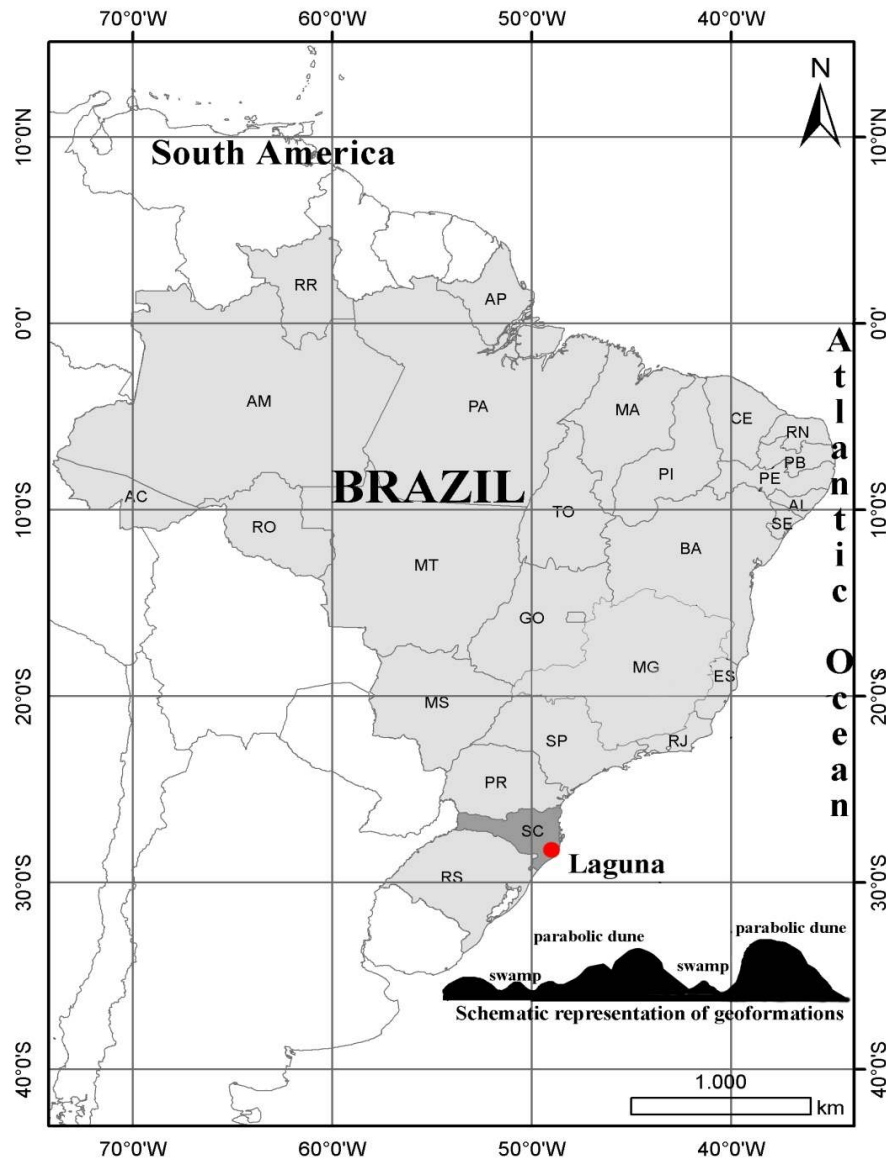 70°0'W 60°0'W 50°0'W 40°0'W
N
10°0'N 10°0'N
South America
RR
AP
0°0' 0°0'
Atlantic Ocean
AM
PA
MA
CE
RN
PB
PI
PE
BRAZIL
AC
AL
10°0'S 10°0'S
TO
SE
RO
BA
MT
GO
MG
ES
20°0'S 20°0'S
MS
SP
RJ
PR
SC
Laguna
RS
30°0'S 30°0'S
parabolic dune
parabolic dune
swamp
swamp
Schematic representation of geoformations
40°0'S 40°0'S
1.000
km
70°0'W 60°0'W 50°0'W 40°0'W